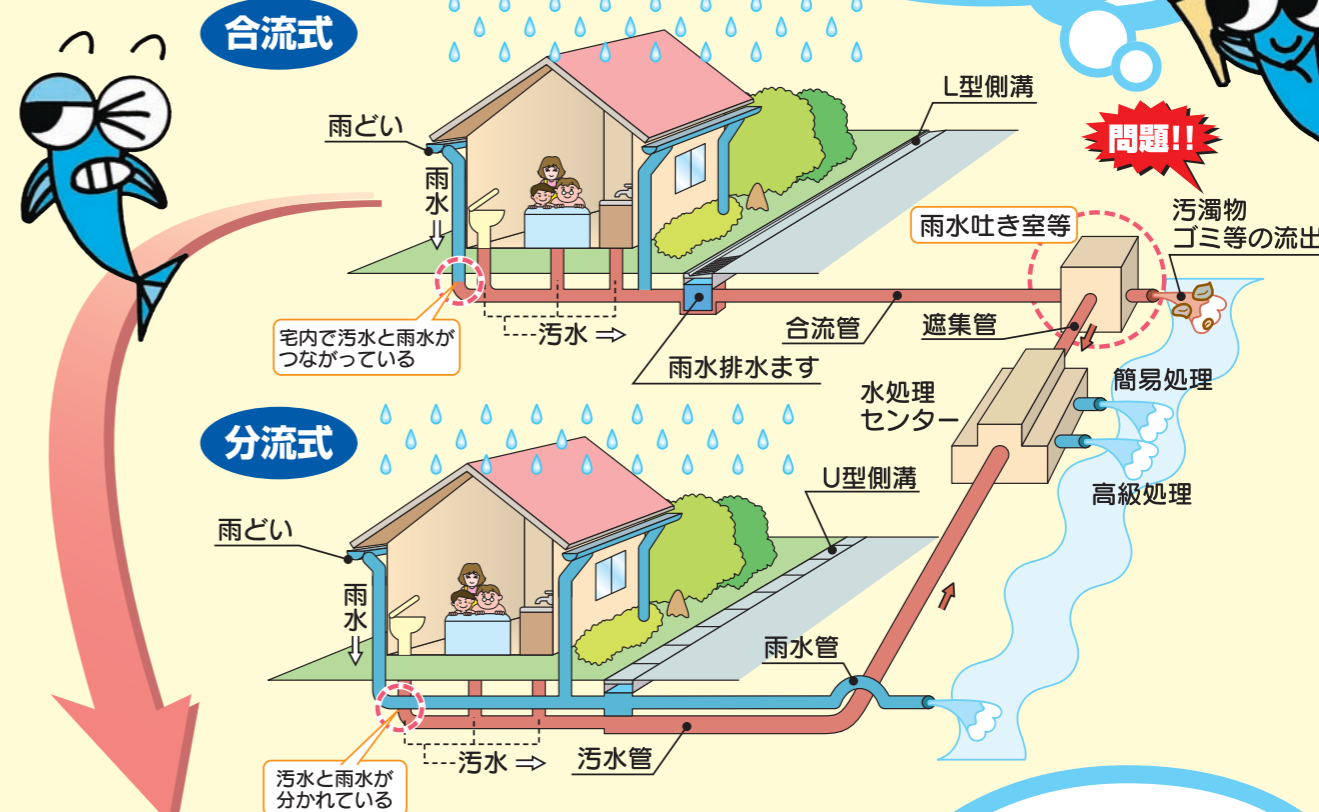 合流式
雨どい
雨水
L型側溝
問題!!
汚濁物
ゴミ等の流出
雨水吐き室等
宅内で汚水と雨水が
つながっている
汚水
雨水排水ます
合流管
遮集管
水処理
センター
簡易処理
高級処理
分流式
雨どい
雨水
U型側溝
雨水管
汚水
汚水管
汚水と雨水が
分かれている